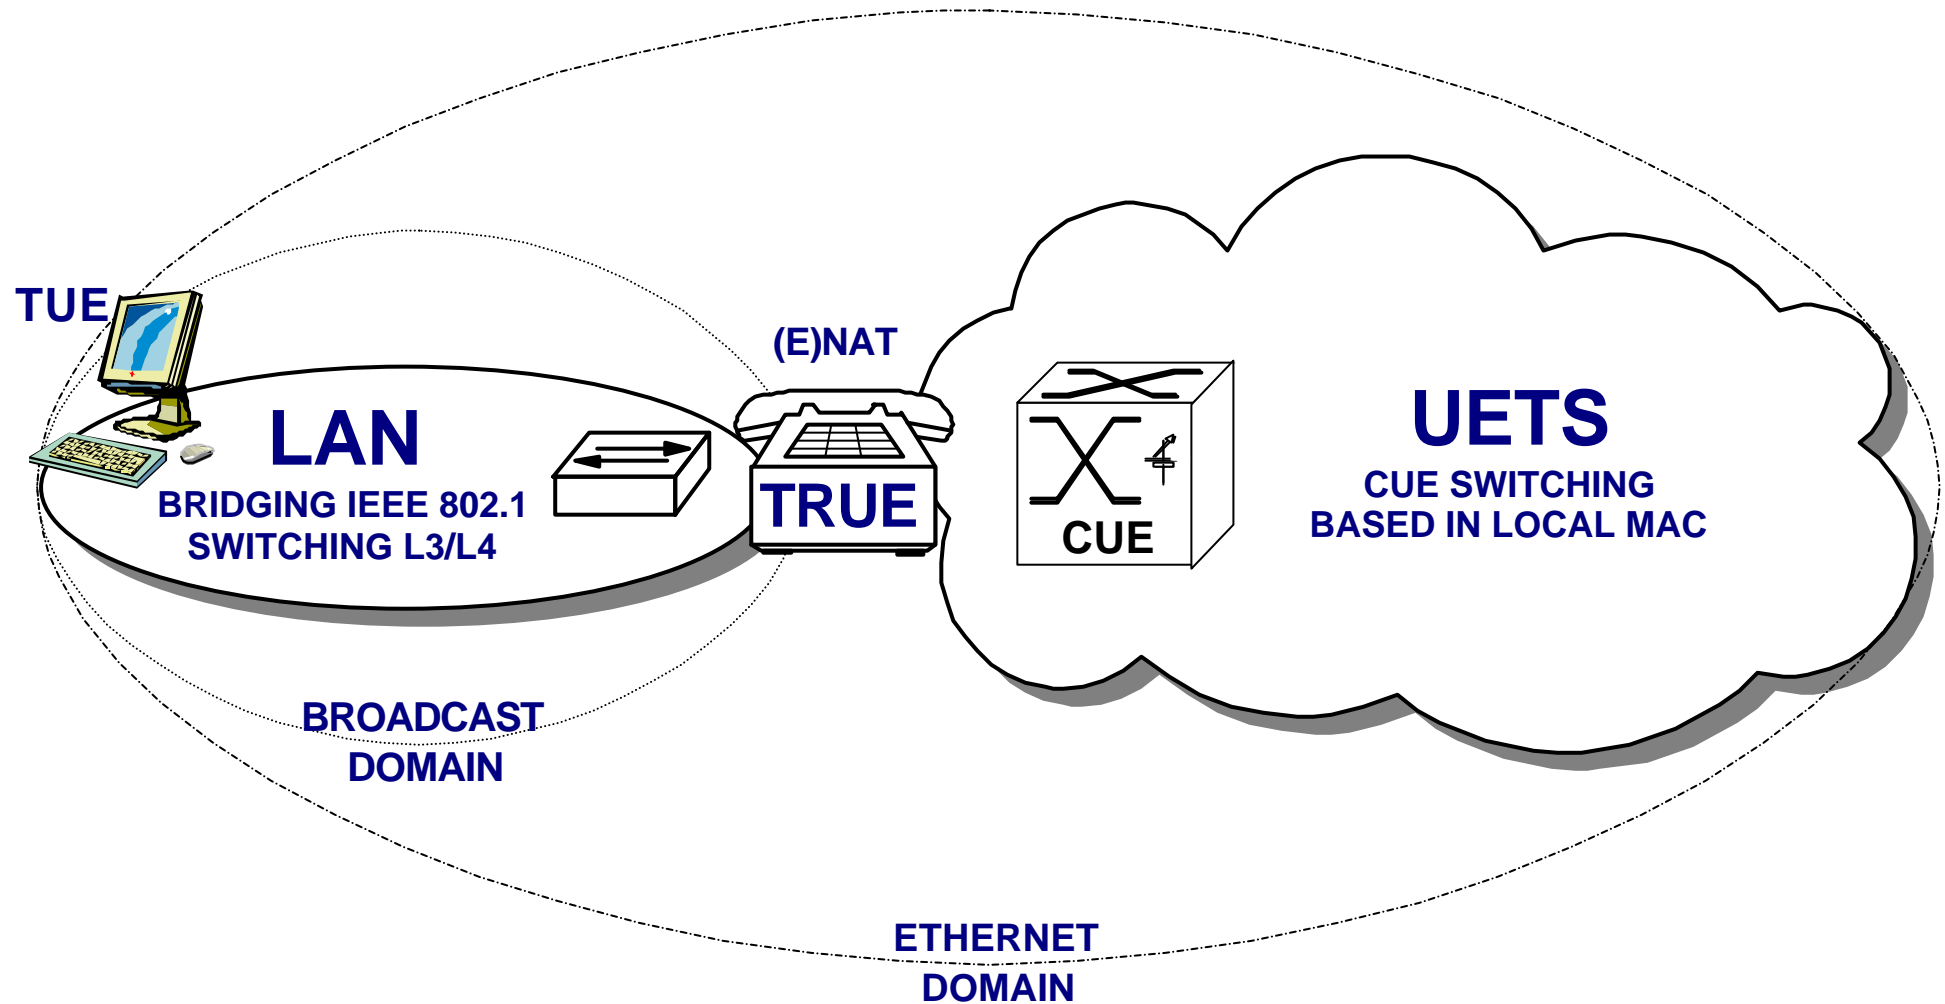 TUE
(E)NAT
LAN
BRIDGING IEEE 802.1
SWITCHING L3/L4
TRUE
CUE
UETS
CUE SWITCHING
BASED IN LOCAL MAC
BROADCAST
DOMAIN
ETHERNET
DOMAIN